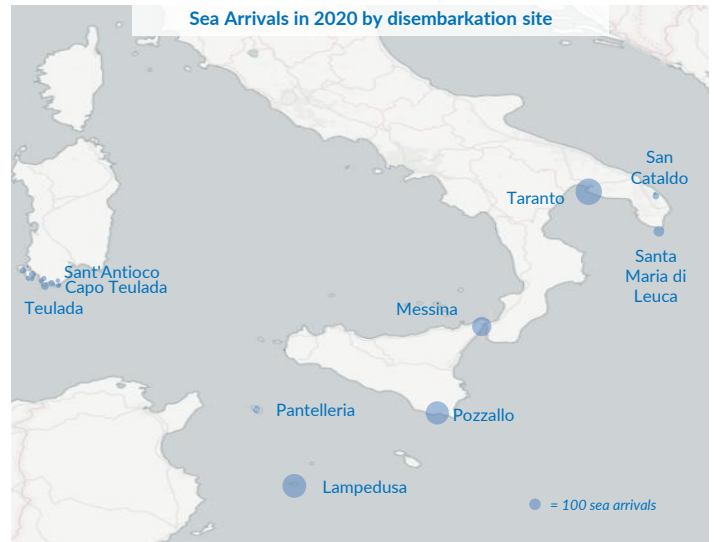 Sea Arrivals in 2020 by disembarkation site
San
Cataldo
Taranto
Santa
Maria di
Leuca
Sant'Antioco
Capo Teulada
Teulada
Messina
Pantelleria
Pozzallo
Lampedusa
= 100 sea arrivals